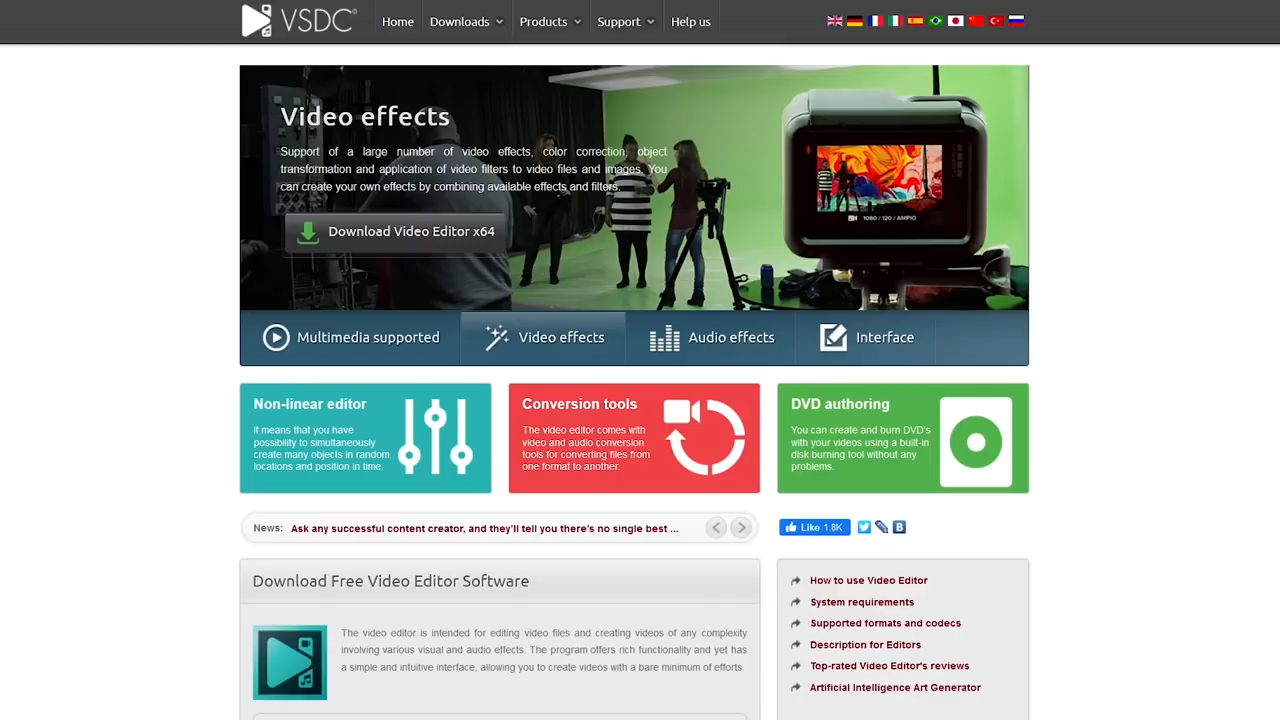 VSDC®
Home
Downloads
Products
Support
Help us
Video effects
Support of a large number of video effects, color correction, object
transformation and application of video filters to video files and images. You
can create your own effects by combining available effects and filters.
Download Video Editor x64
1080 / 120 /
Multimedia supported
Video effects
Audio effects
Interface
Non-linear editor
It means that you have
possibility to simultaneously
create many objects in random
locations and position in time.
Conversion tools
The video editor comes with
video and audio conversion
tools for converting files from
one format to another.
DVD authoring
You can create and burn DVD's
with your videos using a built-in
disk burning tool without any
problems.
News: Ask any successful content creator, and they'll tell you there's no single best ...
Like 1.8K
B
Download Free Video Editor Software
The video editor is intended for editing video files and creating videos of any complexity
involving various visual and audio effects. The program offers rich functionality and yet has
a simple and intuitive interface, allowing you to create videos with a bare minimum of efforts.
How to use Video Editor
System requirements
Supported formats and codecs
Description for Editors
Top-rated Video Editor's reviews
Artificial Intelligence Art Generator